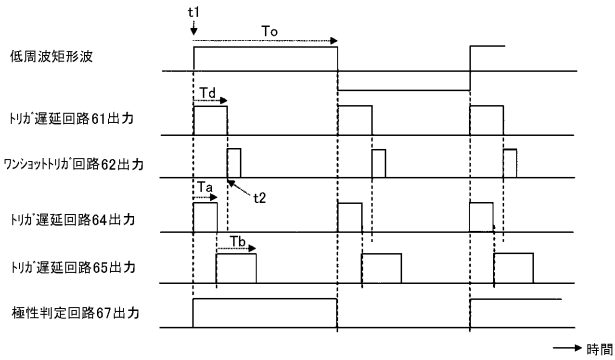 t1
To
低周波矩形波
Td
ﾄﾘｶﾞ遅延回路61出力
ﾜﾝｼｮｯﾄﾄﾘｶﾞ回路62出力
t2
Ta
ﾄﾘｶﾞ遅延回路64出力
Tb
ﾄﾘｶﾞ遅延回路65出力
極性判定回路67出力
時間